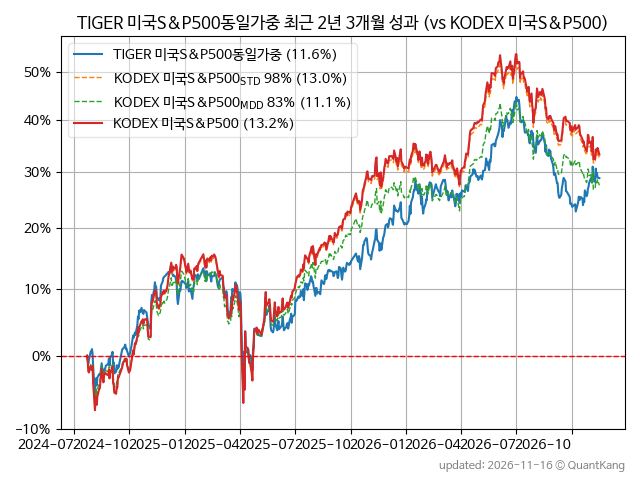 TIGER 미국S&P500동일가중 최근 2년 3개월 성과 (vs KODEX 미국S&P500)
TIGER 미국S&P500동일가중 (11.6%)
KODEX 미국S&P500STD 98% (13.0%)
KODEX 미국S&P500MDD 83% (11.1%)
KODEX 미국S&P500 (13.2%)
50%
40%
30%
20%
10%
0%
-10%
2024-07 2024-10 2025-01 2025-04 2025-07 2025-10 2026-01 2026-04 2026-07 2026-10
updated: 2026-11-16 © QuantKang